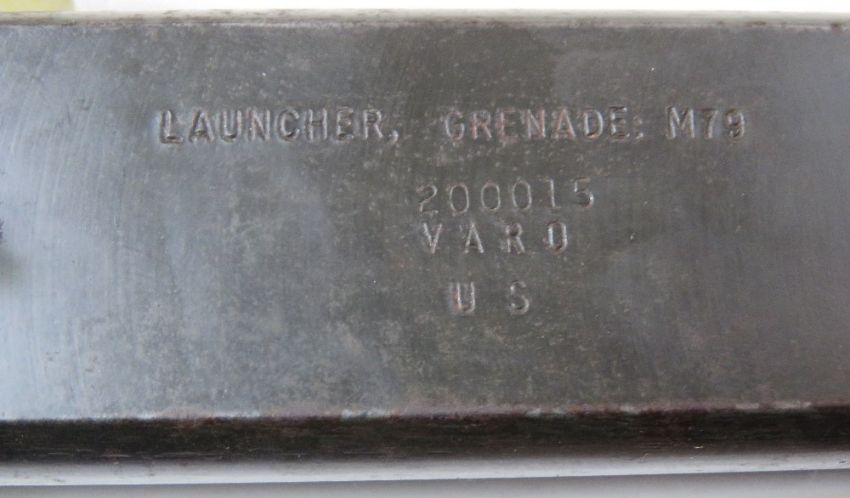 LAUNCHER, GRENADE: M79
200015
VARO
US